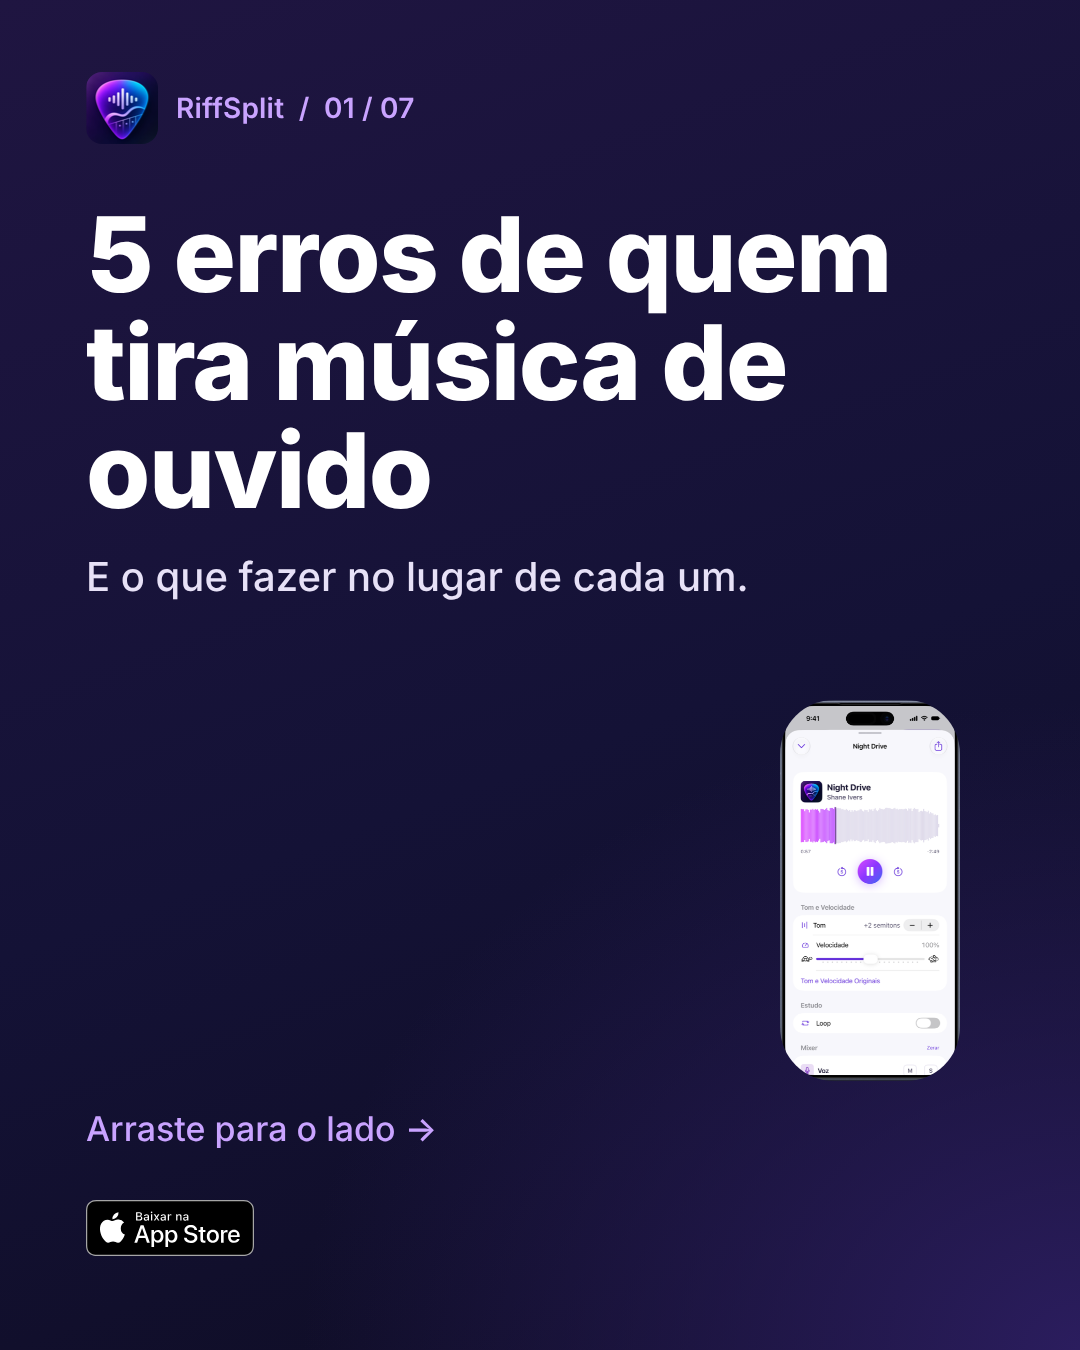 RiffSplit / 01 / 07
5 erros de quem
tira música de
ouvido
E o que fazer no lugar de cada um.
9:41
Night Drive
Night Drive
Shane Ivers
Tom e Velocidade
Tom +2 semitons − +
Velocidade 100%
Tom e Velocidade Originais
Estudo
Loop
Mixer Zerar
Voz M S
Arraste para o lado →
Baixar na
App Store